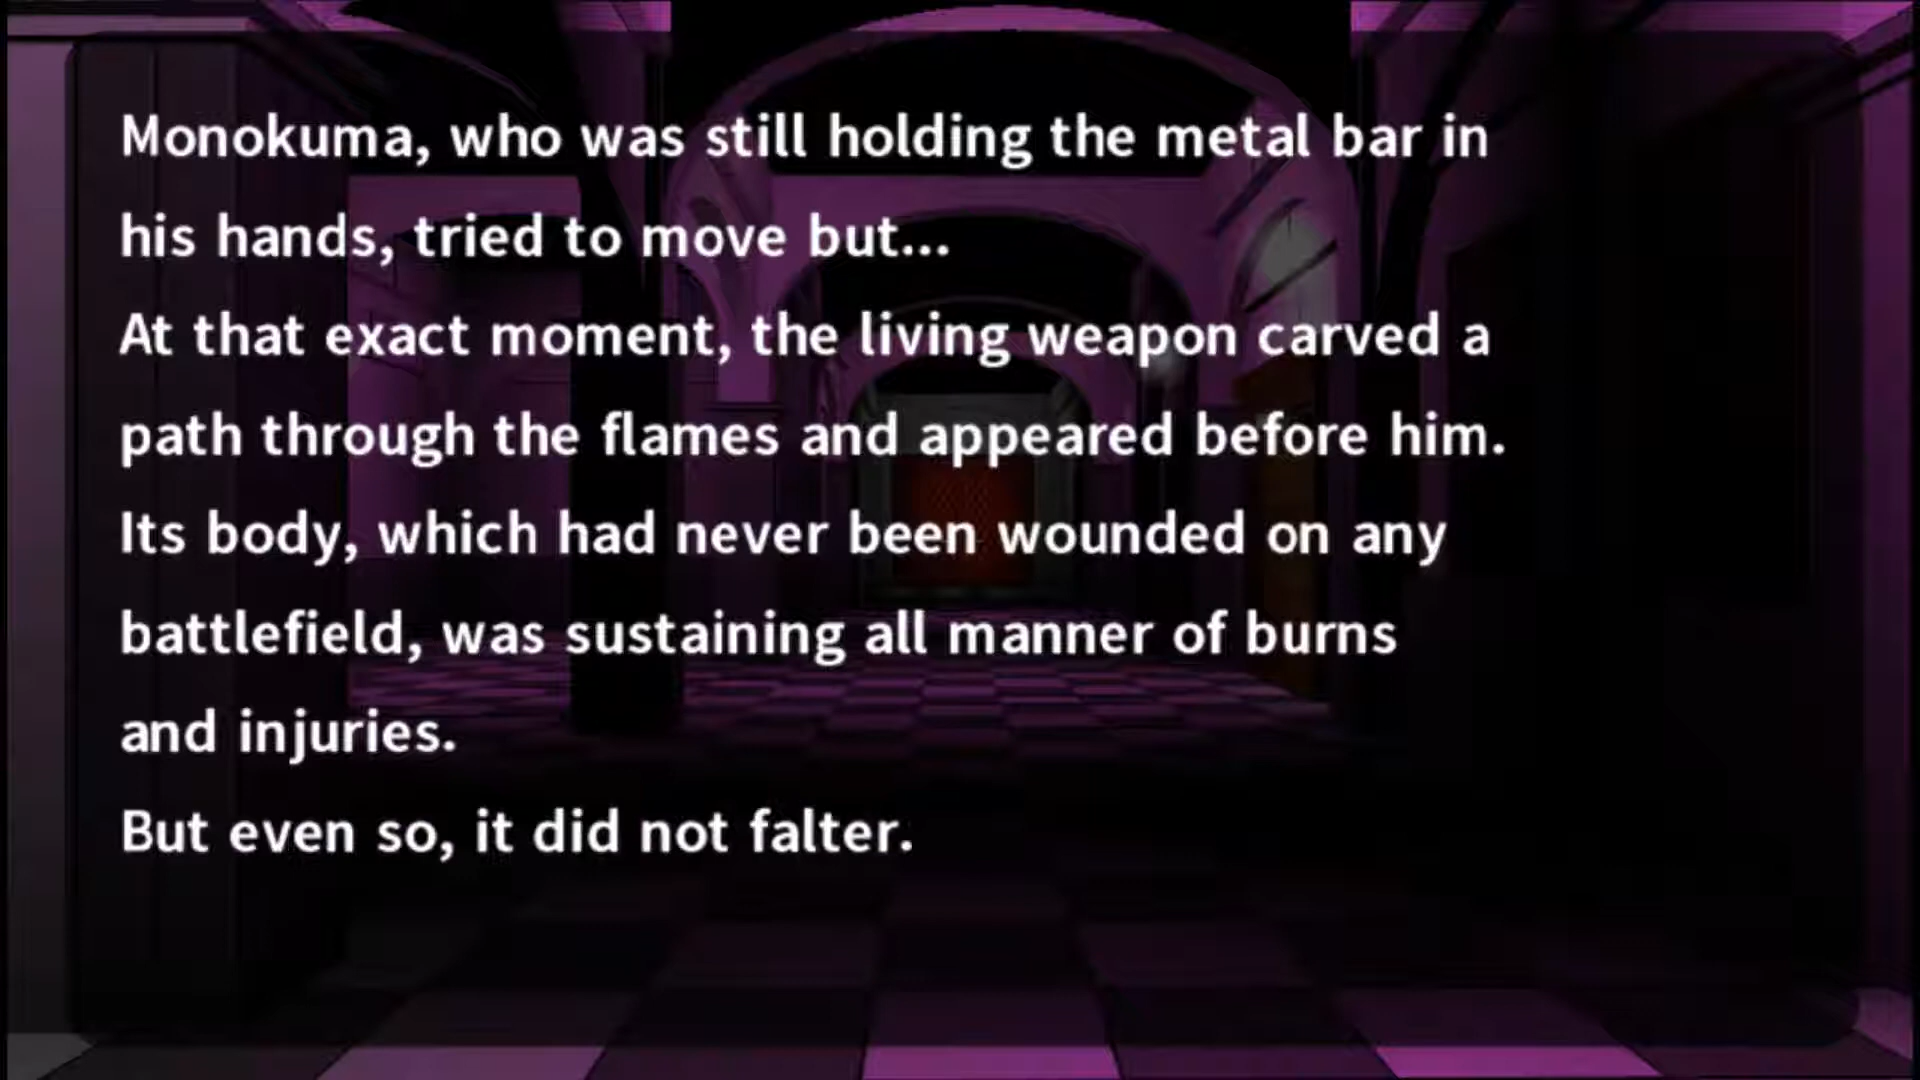 Monokuma, who was still holding the metal bar in
his hands, tried to move but...
At that exact moment, the living weapon carved a
path through the flames and appeared before him.
Its body, which had never been wounded on any
battlefield, was sustaining all manner of burns
and injuries.
But even so, it did not falter.